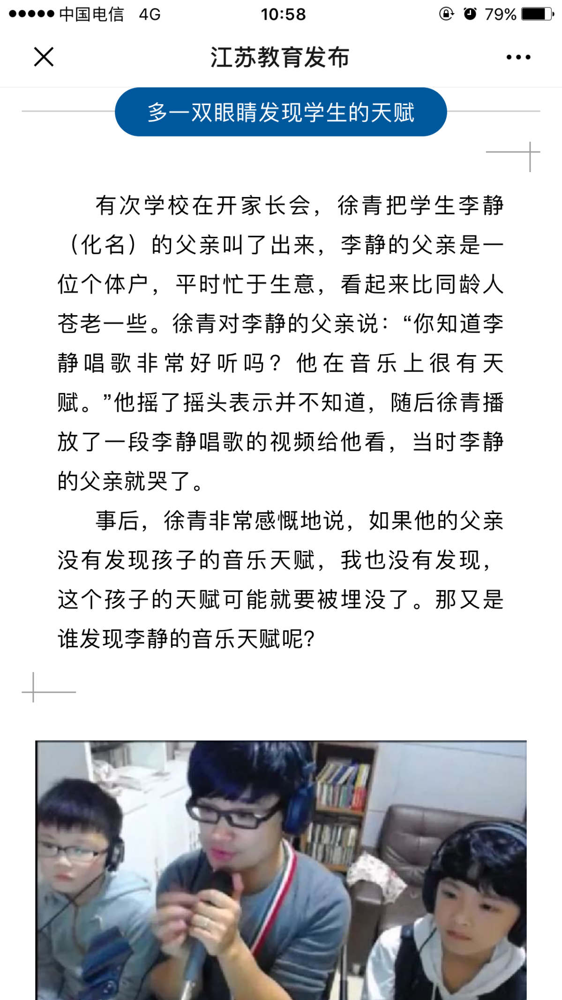 中国电信 4G 10:58 79%
江苏教育发布
多一双眼睛发现学生的天赋
有次学校在开家长会，徐青把学生李静
（化名）的父亲叫了出来，李静的父亲是一
位个体户，平时忙于生意，看起来比同龄人
苍老一些。徐青对李静的父亲说：“你知道李
静唱歌非常好听吗？他在音乐上很有天
赋。”他摇了摇头表示并不知道，随后徐青播
放了一段李静唱歌的视频给他看，当时李静
的父亲就哭了。
事后，徐青非常感慨地说，如果他的父亲
没有发现孩子的音乐天赋，我也没有发现，
这个孩子的天赋可能就要被埋没了。那又是
谁发现李静的音乐天赋呢？